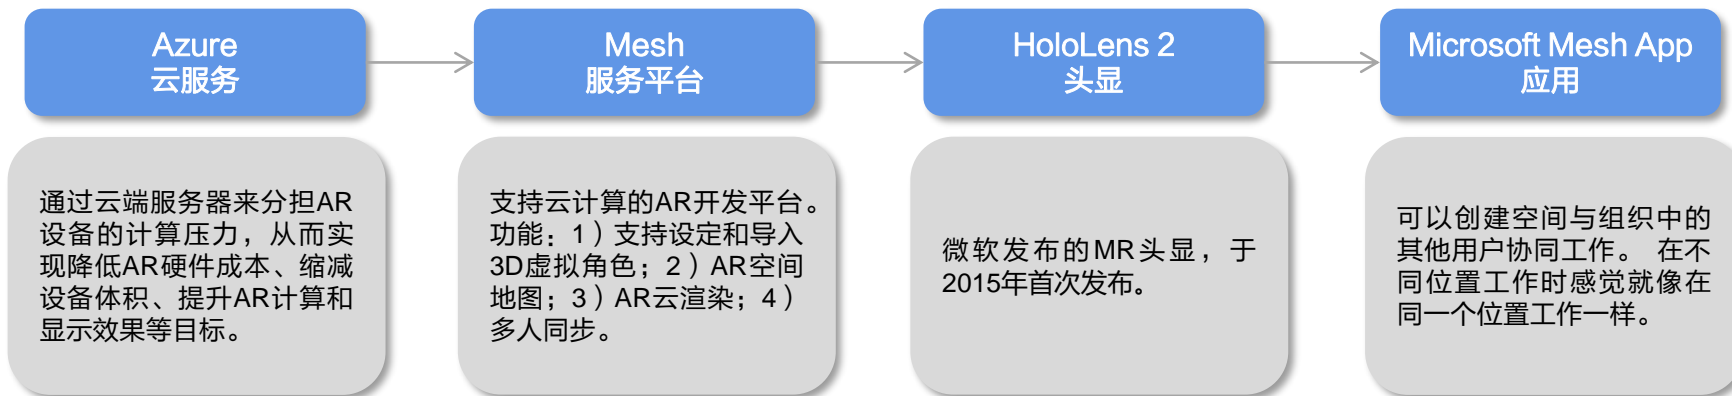 Azure
云服务
Mesh
服务平台
HoloLens 2
头显
Microsoft Mesh App
应用
通过云端服务器来分担AR
设备的计算压力，从而实
现降低AR硬件成本、缩减
设备体积、提升AR计算和
显示效果等目标。
支持云计算的AR开发平台。
功能：1）支持设定和导入
3D虚拟角色；2）AR空间
地图；3）AR云渲染；4）
多人同步。
微软发布的MR头显，于
2015年首次发布。
可以创建空间与组织中的
其他用户协同工作。 在不
同位置工作时感觉就像在
同一个位置工作一样。